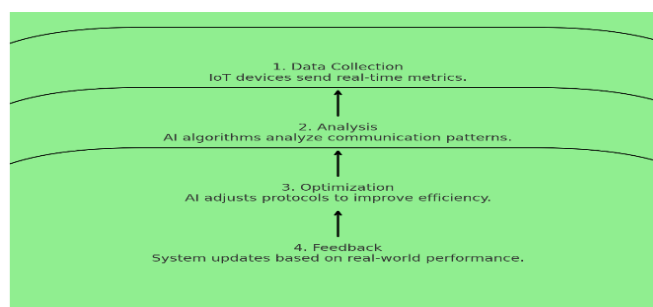 1. Data Collection
IoT devices send real-time metrics.
2. Analysis
AI algorithms analyze communication patterns.
3. Optimization
AI adjusts protocols to improve efficiency.
4. Feedback
System updates based on real-world performance.